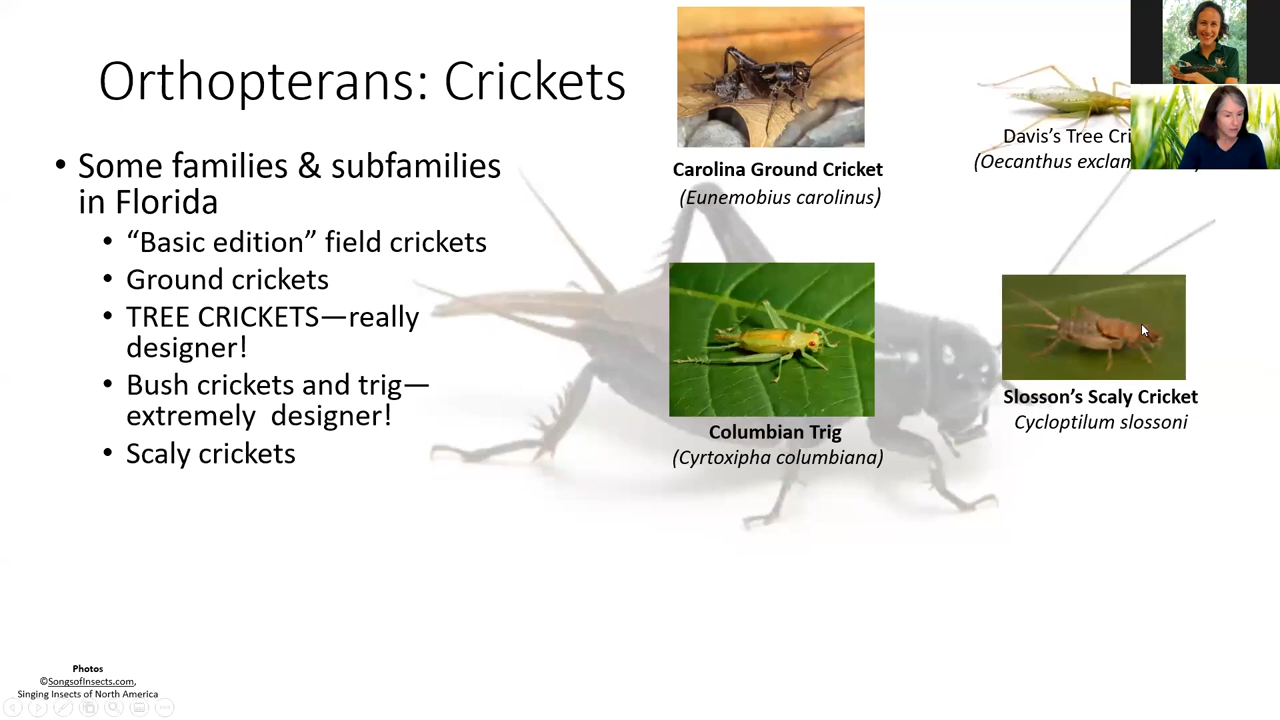 Orthopterans: Crickets
• Some families & subfamilies
in Florida
• “Basic edition” field crickets
• Ground crickets
• TREE CRICKETS—really
designer!
• Bush crickets and trig—
extremely designer!
• Scaly crickets
Carolina Ground Cricket
(Eunemobius carolinus)
Davis’s Tree
(Oecanthus
Columbian Trig
(Cyrtoxipha columbiana)
Slosson’s Scaly Cricket
Cycloptilum slossoni
Photos
©SongsofInsects.com,
Singing Insects of North America